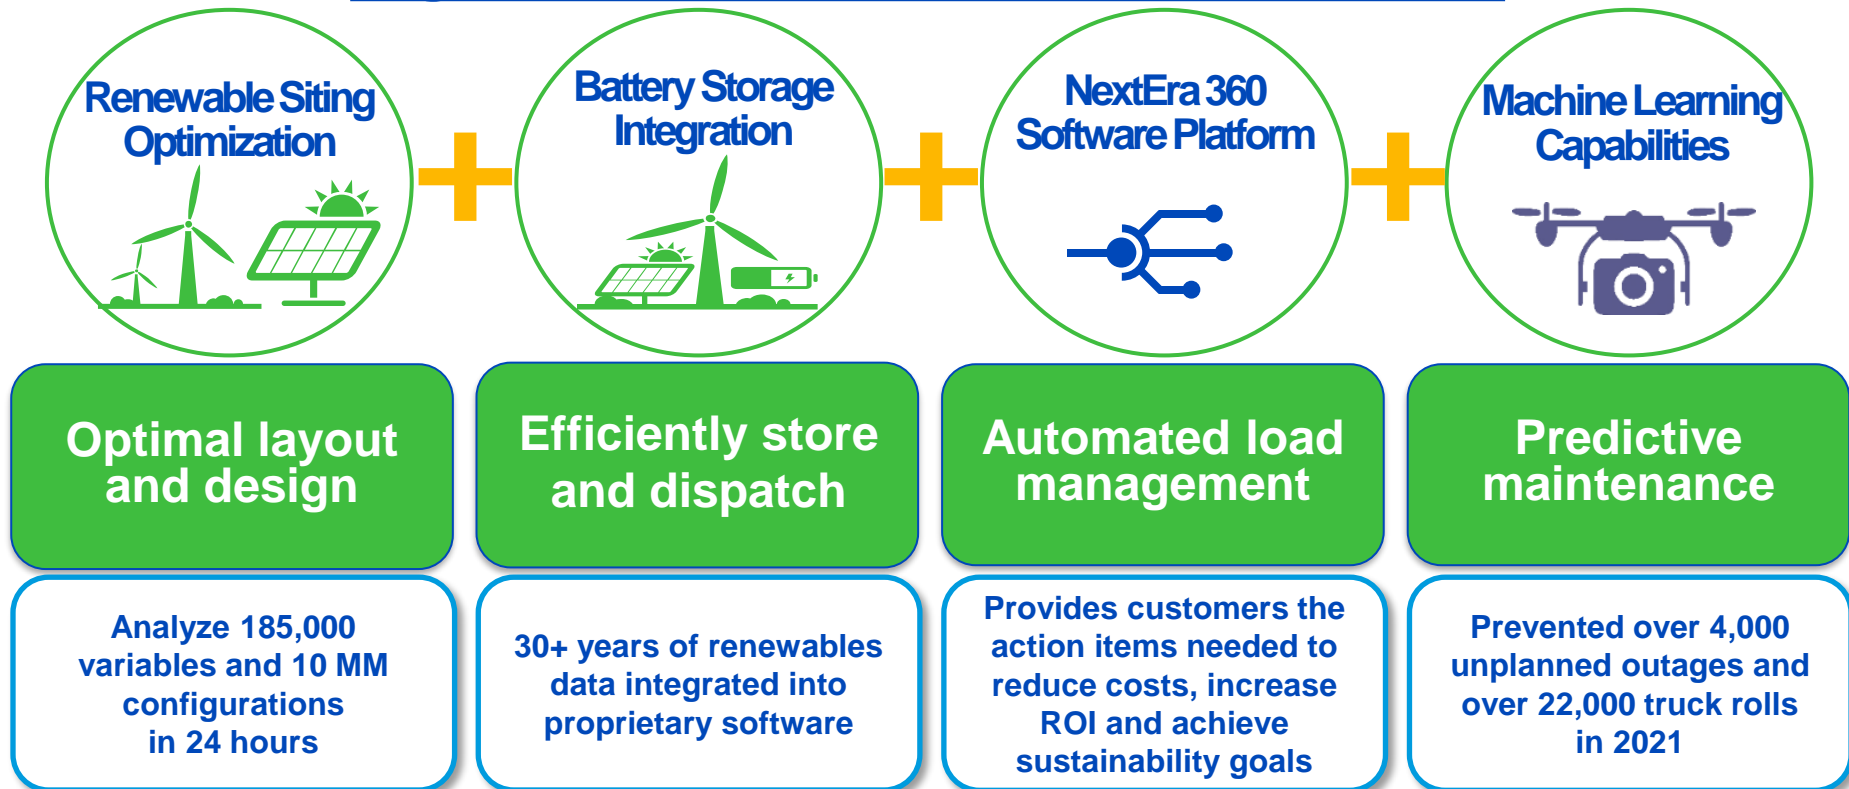 Renewable Siting
Optimization
Battery Storage
Integration
NextEra 360
Software Platform
Machine Learning
Capabilities
Optimal layout
and design
Efficiently store
and dispatch
Automated load
management
Predictive
maintenance
Analyze 185,000
variables and 10 MM
configurations
in 24 hours
30+ years of renewables
data integrated into
proprietary software
Provides customers the
action items needed to
reduce costs, increase
ROI and achieve
sustainability goals
Prevented over 4,000
unplanned outages and
over 22,000 truck rolls
in 2021